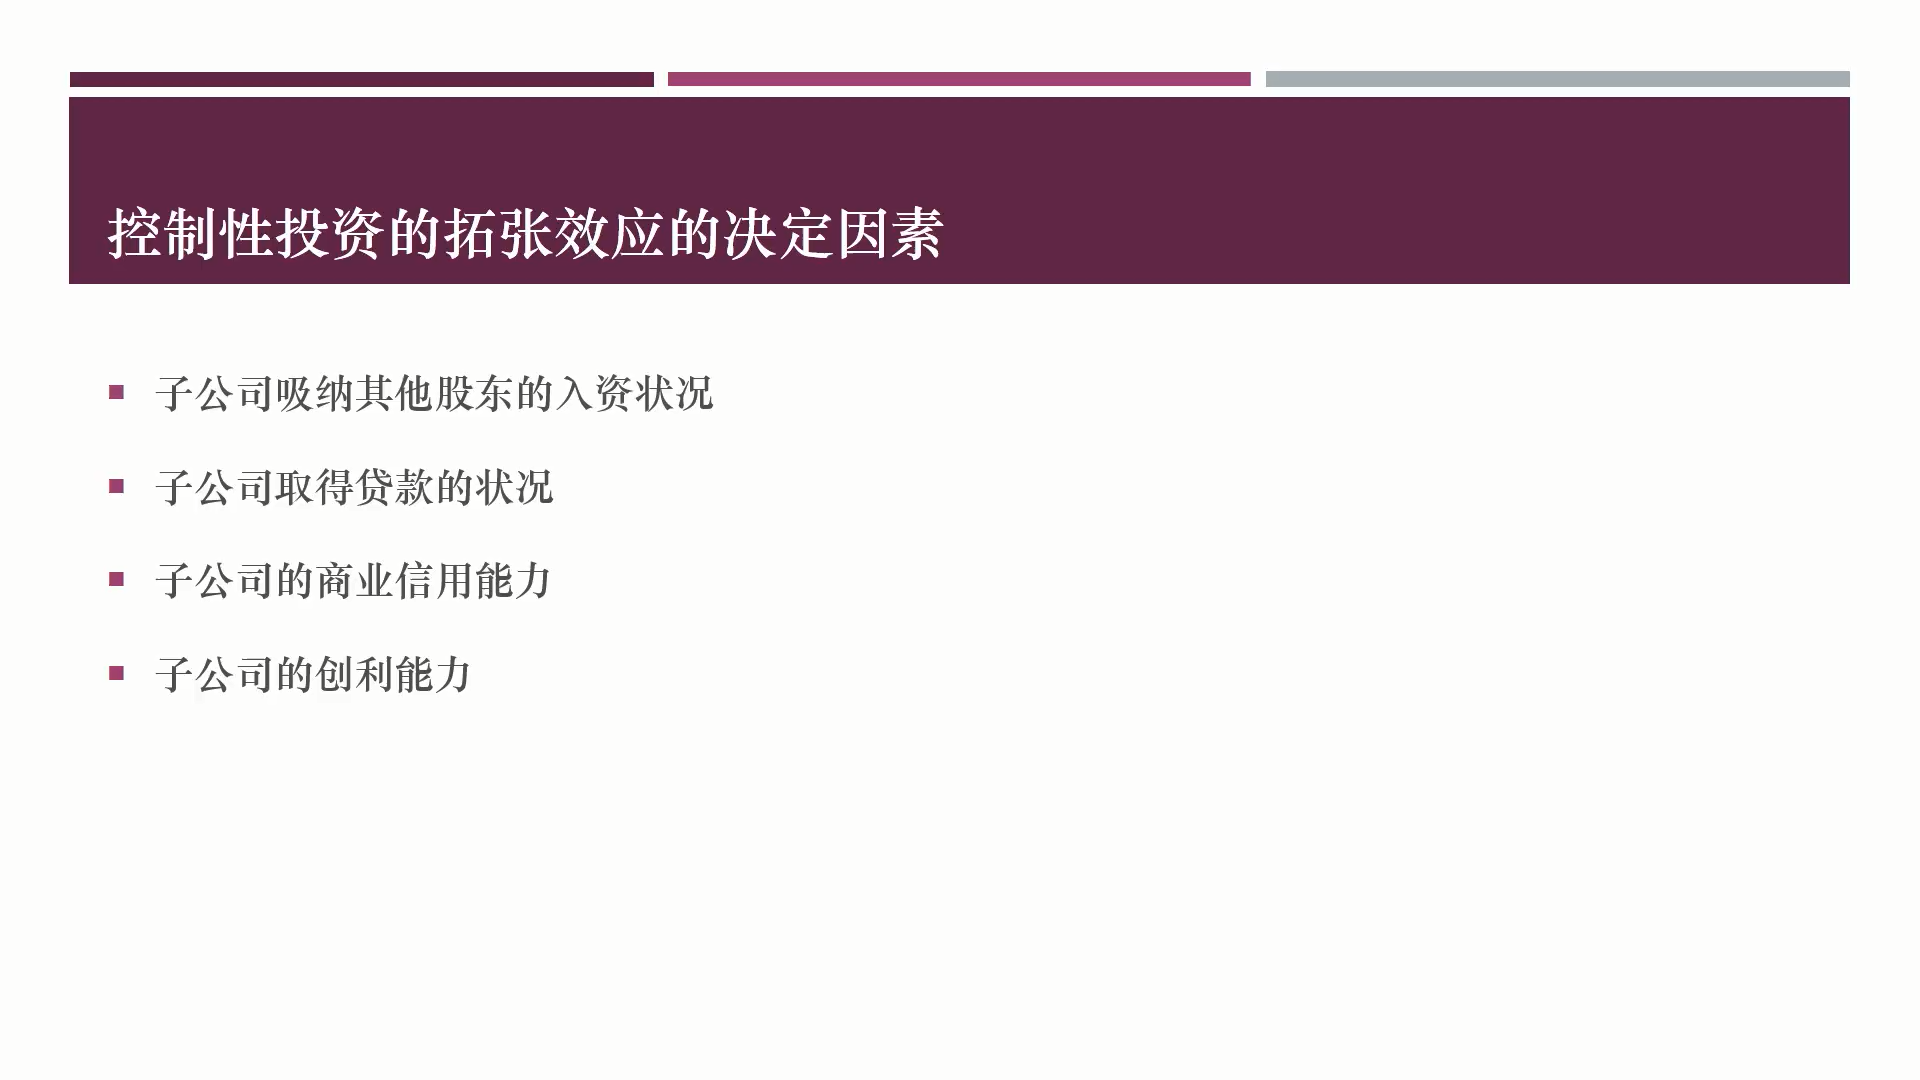 控制性投资的拓张效应的决定因素
子公司吸纳其他股东的入资状况
子公司取得贷款的状况
子公司的商业信用能力
子公司的创利能力